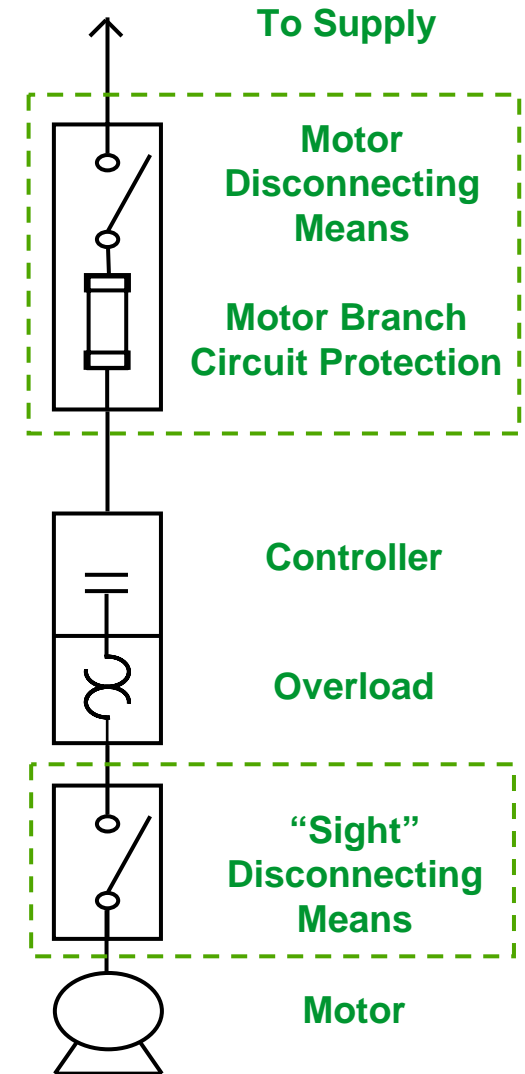 To Supply
Motor
Disconnecting
Means
Motor Branch
Circuit Protection
Controller
Overload
“Sight”
Disconnecting
Means
Motor